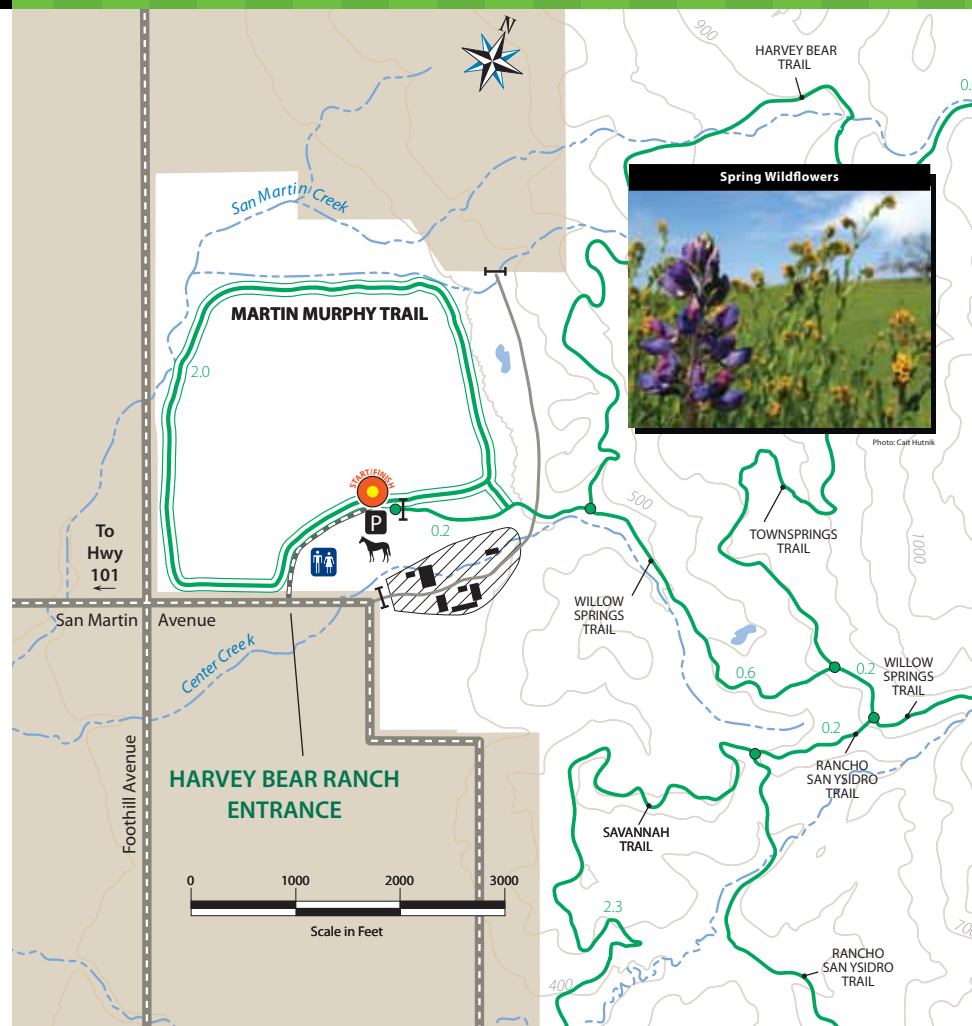 N
900
HARVEY BEAR
TRAIL
0.
Spring Wildflowers
San Martin Creek
MARTIN MURPHY TRAIL
2.0
Photo: Cait Hutnik
START/FINISH
P
500
0.2
TOWNSPRINGS
TRAIL
1000
To
Hwy
101
←
WILLOW
SPRINGS
TRAIL
San Martin Avenue
Center Creek
0.6
0.2
WILLOW
SPRINGS
TRAIL
0.2
RANCHO
SAN YSIDRO
TRAIL
Foothill Avenue
HARVEY BEAR RANCH
ENTRANCE
SAVANNAH
TRAIL
0 1000 2000 3000
Scale in Feet
2.3
700
RANCHO
SAN YSIDRO
TRAIL
400